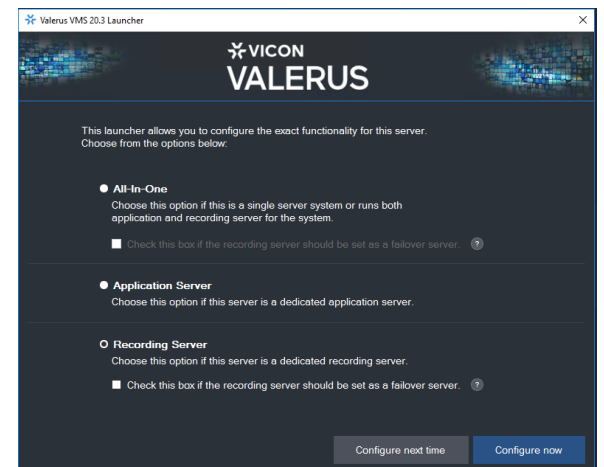 Valerus VMS 20.3 Launcher
VICON
VALERUS
This launcher allows you to configure the exact functionality for this server.
Choose from the options below:
All-In-One
Choose this option if this is a single server system or runs both
application and recording server for the system.
Check this box if the recording server should be set as a failover server. ?
Application Server
Choose this option if this server is a dedicated application server.
Recording Server
Choose this option if this server is a dedicated recording server.
Check this box if the recording server should be set as a failover server. ?
Configure next time
Configure now